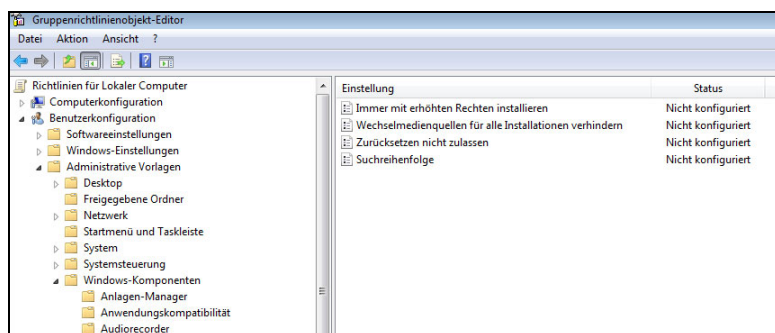 Gruppenrichtlinienobjekt-Editor
Datei Aktion Ansicht ?
Richtlinien für Lokaler Computer
Computerkonfiguration
Benutzerkonfiguration
Softwareeinstellungen
Windows-Einstellungen
Administrative Vorlagen
Desktop
Freigegebene Ordner
Netzwerk
Startmenü und Taskleiste
System
Systemsteuerung
Windows-Komponenten
Anlagen-Manager
Anwendungskompatibilität
Audiorecorder
Einstellung Status
Immer mit erhöhten Rechten installieren Nicht konfiguriert
Wechselmedienquellen für alle Installationen verhindern Nicht konfiguriert
Zurücksetzen nicht zulassen Nicht konfiguriert
Suchreihenfolge Nicht konfiguriert